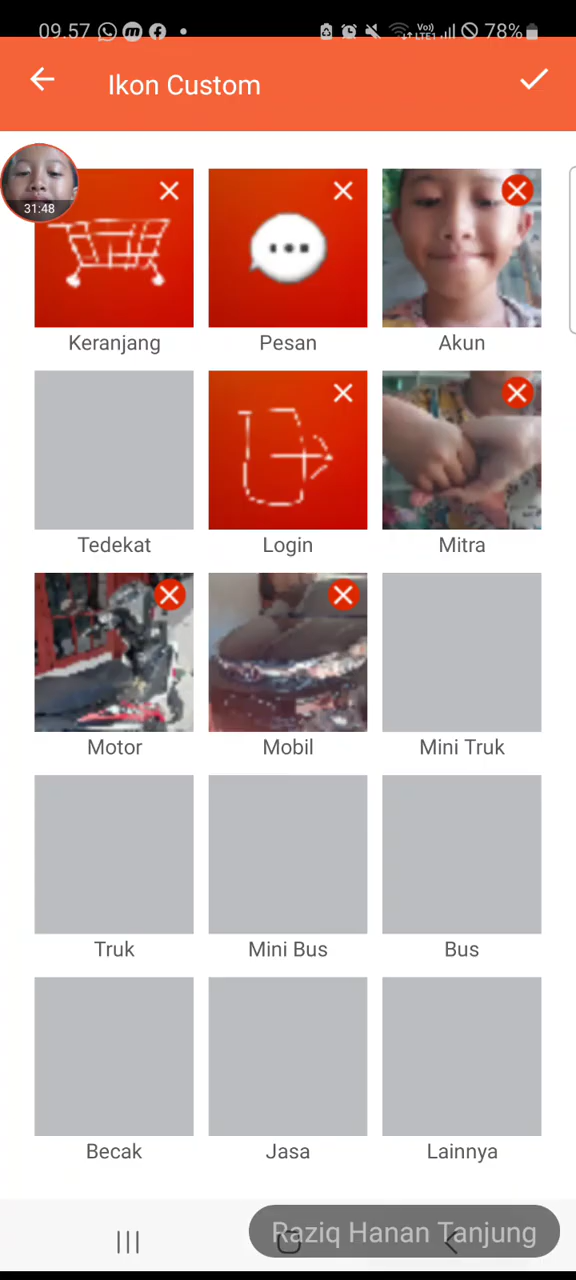 09.57
78%
Ikon Custom
31:48
Keranjang
Pesan
Akun
Tedekat
Login
Mitra
Motor
Mobil
Mini Truk
Truk
Mini Bus
Bus
Becak
Jasa
Lainnya
Raziq Hanan Tanjung